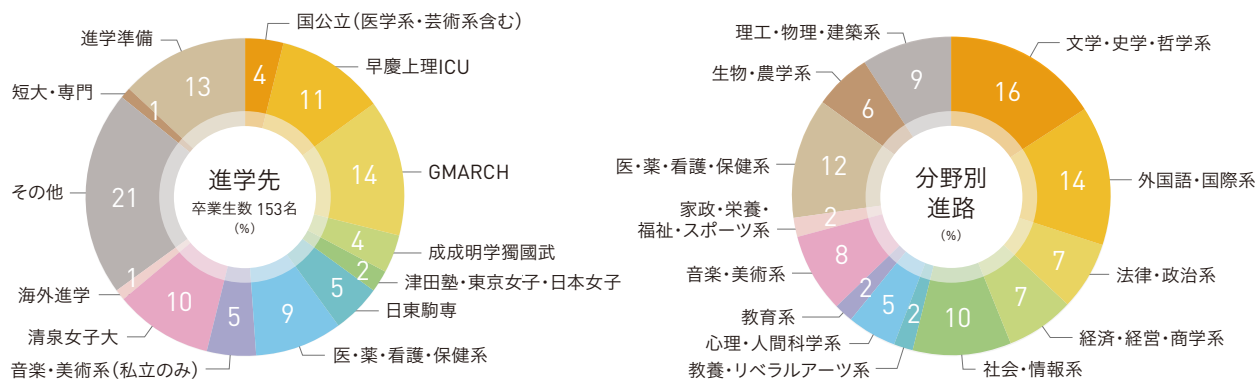 進学先
卒業生数 153名
(%)
国公立(医学系・芸術系含む)
4
早慶上理ICU
11
GMARCH
14
成成明学獨國武
4
津田塾・東京女子・日本女子
2
日東駒専
5
医・薬・看護・保健系
9
音楽・美術系(私立のみ)
5
清泉女子大
10
海外進学
1
その他
21
短大・専門
1
進学準備
13
分野別
進路
(%)
文学・史学・哲学系
16
外国語・国際系
14
法律・政治系
7
経済・経営・商学系
7
社会・情報系
10
教養・リベラルアーツ系
2
心理・人間科学系
5
教育系
2
音楽・美術系
8
家政・栄養・
福祉・スポーツ系
2
医・薬・看護・保健系
12
生物・農学系
6
理工・物理・建築系
9